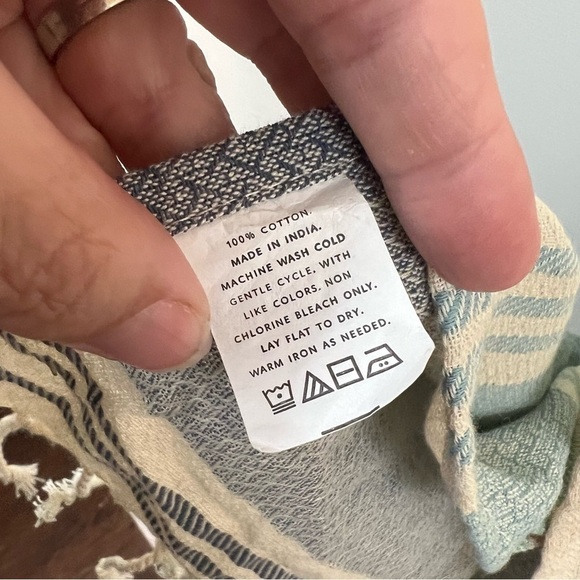 100% COTTON.
MADE IN INDIA.
MACHINE WASH COLD
GENTLE CYCLE, WITH
LIKE COLORS. NON
CHLORINE BLEACH ONLY.
LAY FLAT TO DRY.
WARM IRON AS NEEDED.